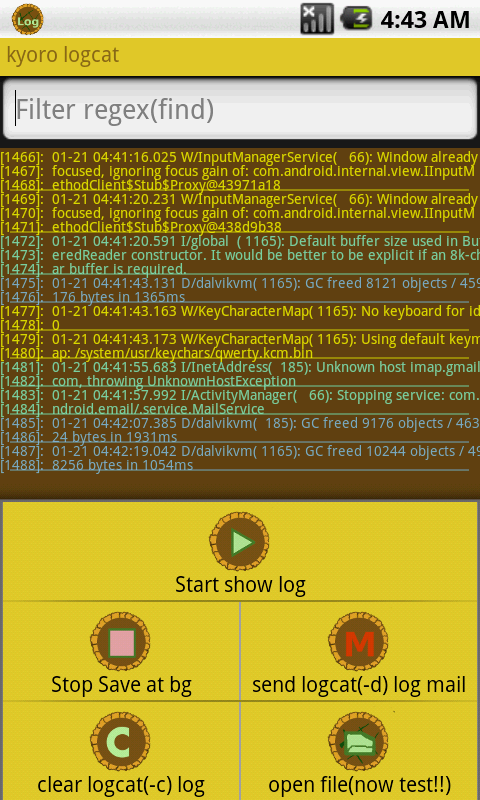 Log
4:43 AM
kyoro logcat
Filter regex(find)
[1466]: 01-21 04:41:16.025 W/InputManagerService( 66): Window already
[1467]: focused, ignoring focus gain of: com.android.internal.view.IInputM
[1468]: ethodClient$Stub$Proxy@43971a18
[1469]: 01-21 04:41:20.231 W/InputManagerService( 66): Window already
[1470]: focused, ignoring focus gain of: com.android.internal.view.IInputM
[1471]: ethodClient$Stub$Proxy@438d9b38
[1472]: 01-21 04:41:20.591 I/global ( 1165): Default buffer size used in Bu
[1473]: eredReader constructor. It would be better to be explicit if an 8k-ch
[1474]: ar buffer is required.
[1475]: 01-21 04:41:43.131 D/dalvikvm( 1165): GC freed 8121 objects / 459
[1476]: 176 bytes in 1365ms
[1477]: 01-21 04:41:43.163 W/KeyCharacterMap( 1165): No keyboard for id
[1478]: 0
[1479]: 01-21 04:41:43.173 W/KeyCharacterMap( 1165): Using default keym
[1480]: ap: /system/usr/keychars/qwerty.kcm.bin
[1481]: 01-21 04:41:55.683 I/InetAddress( 185): Unknown host imap.gmail
[1482]: com, throwing UnknownHostException
[1483]: 01-21 04:41:57.992 I/ActivityManager( 66): Stopping service: com.
[1484]: ndroid.email/.service.MailService
[1485]: 01-21 04:42:07.385 D/dalvikvm( 185): GC freed 9176 objects / 463
[1486]: 24 bytes in 1931ms
[1487]: 01-21 04:42:19.042 D/dalvikvm( 1165): GC freed 10244 objects / 49
[1488]: 8256 bytes in 1054ms
Start show log
M
Stop Save at bg
send logcat(-d) log mail
C
clear logcat(-c) log
open file(now test!!)